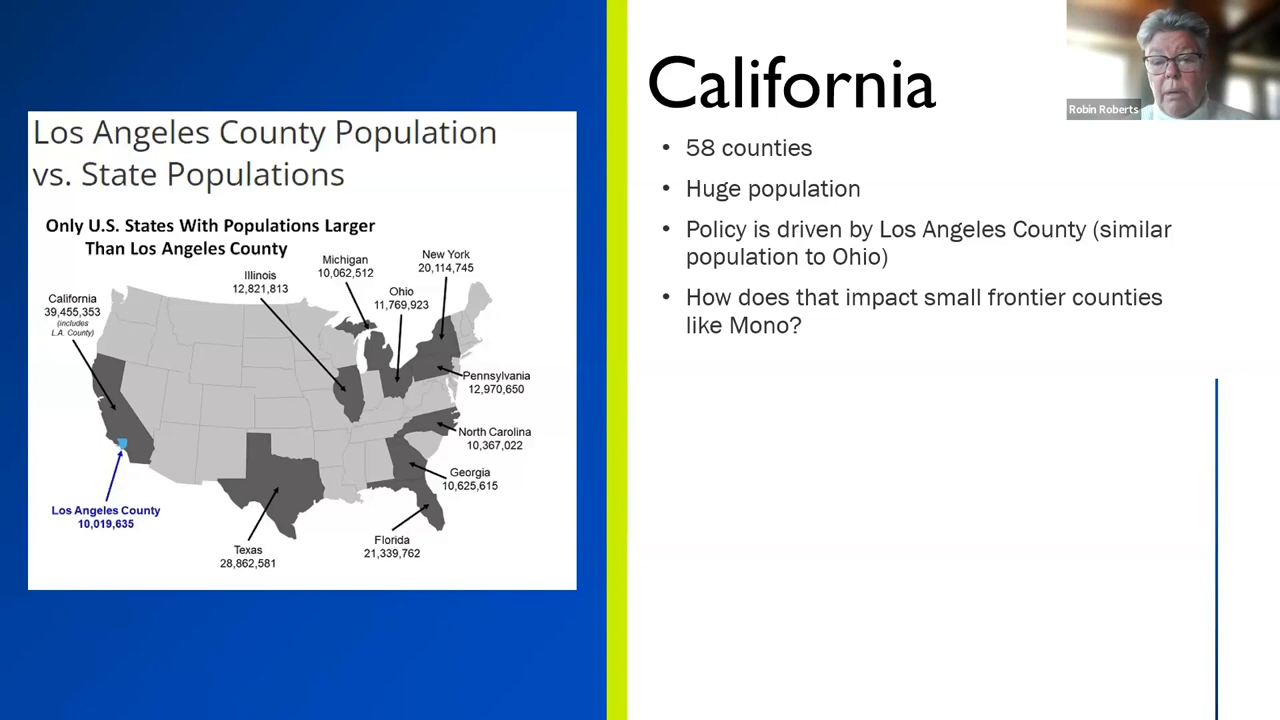 Los Angeles County Population
vs. State Populations
Only U.S. States With Populations Larger
Than Los Angeles County
California
39,455,353
(includes
L.A. County)
Illinois
12,821,813
Michigan
10,062,512
Ohio
11,769,923
New York
20,114,745
Pennsylvania
12,970,650
North Carolina
10,367,022
Georgia
10,625,615
Florida
21,339,762
Texas
28,862,581
Los Angeles County
10,019,635
California
• 58 counties
• Huge population
• Policy is driven by Los Angeles County (similar
population to Ohio)
• How does that impact small frontier counties
like Mono?
Robin Roberts